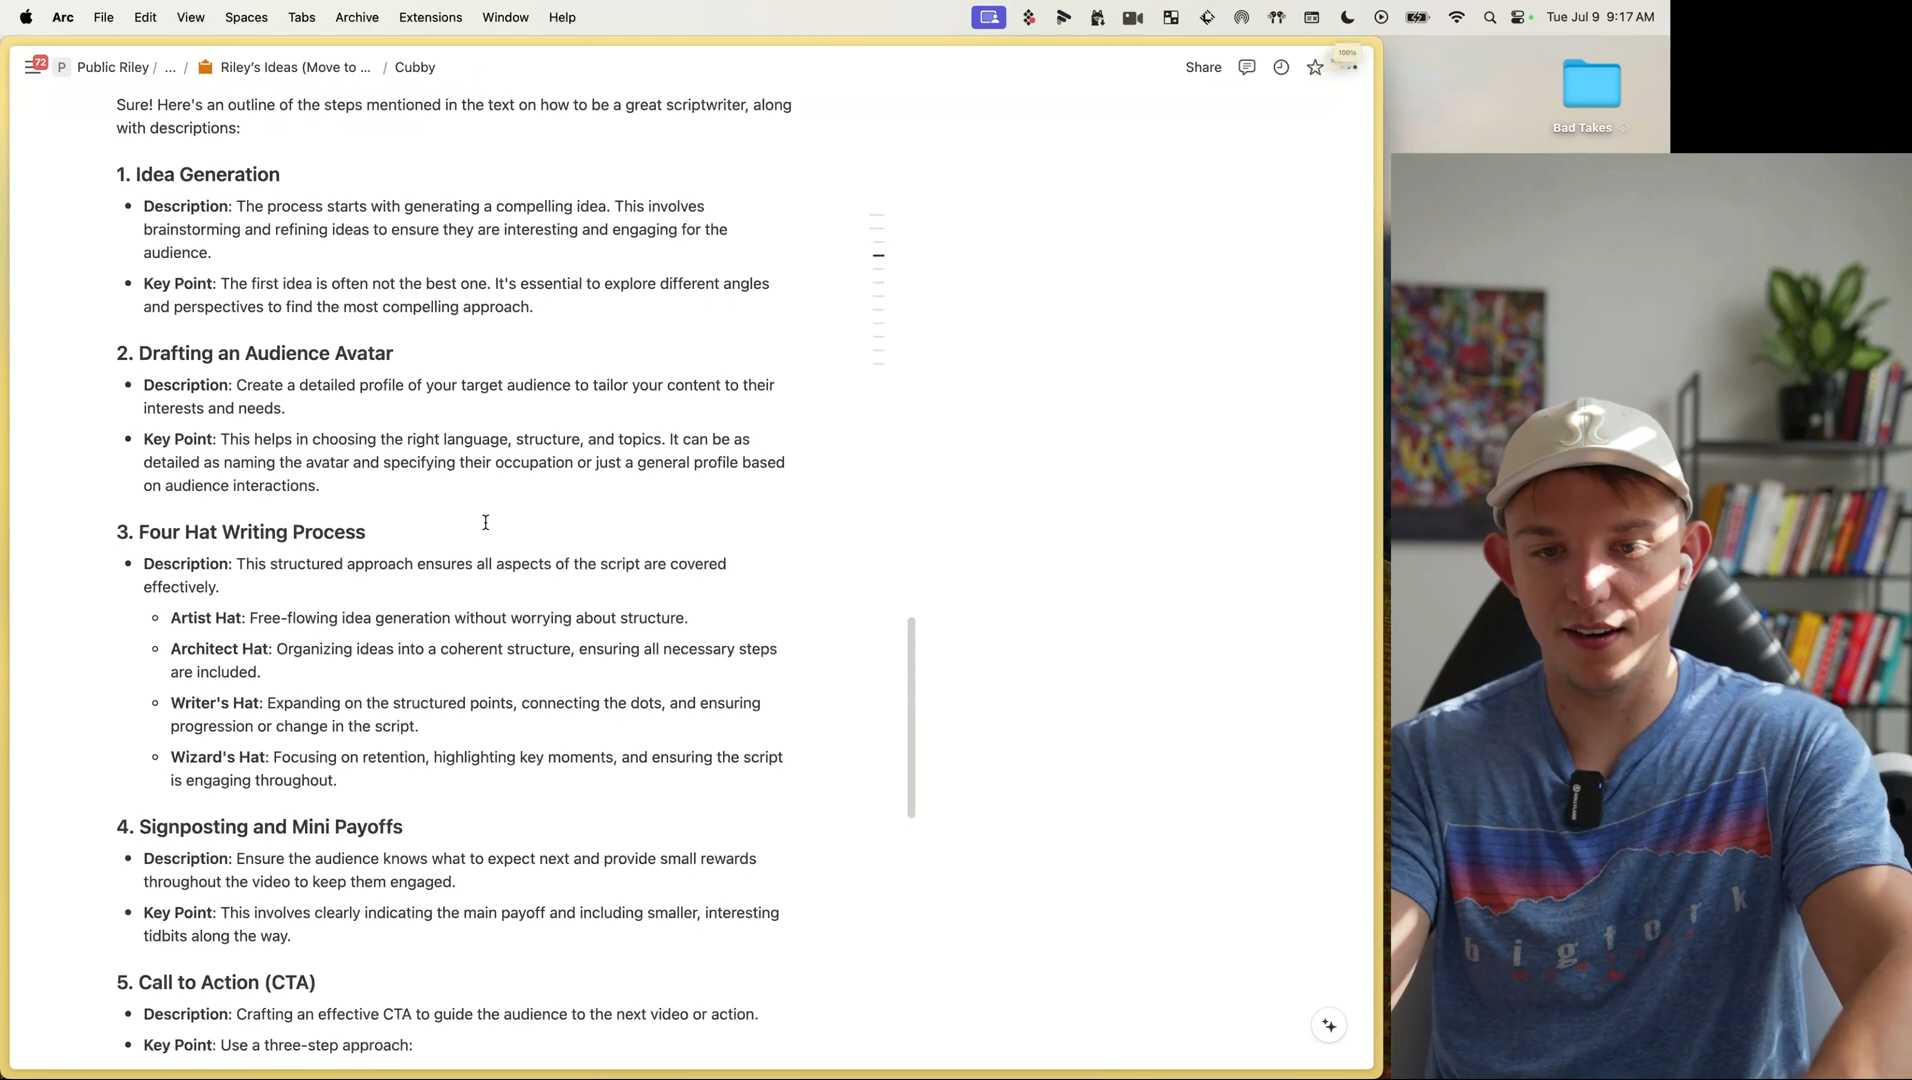 Arc File Edit View Spaces Tabs Archive Extensions Window Help Tue Jul 9 9:17 AM
72 P Public Riley / ... / Riley's Ideas (Move to ... / Cubby Share 100%
Bad Takes
Sure! Here's an outline of the steps mentioned in the text on how to be a great scriptwriter, along
with descriptions:
1. Idea Generation
• Description: The process starts with generating a compelling idea. This involves
brainstorming and refining ideas to ensure they are interesting and engaging for the
audience.
• Key Point: The first idea is often not the best one. It's essential to explore different angles
and perspectives to find the most compelling approach.
2. Drafting an Audience Avatar
• Description: Create a detailed profile of your target audience to tailor your content to their
interests and needs.
• Key Point: This helps in choosing the right language, structure, and topics. It can be as
detailed as naming the avatar and specifying their occupation or just a general profile based
on audience interactions.
3. Four Hat Writing Process
• Description: This structured approach ensures all aspects of the script are covered
effectively.
◦ Artist Hat: Free-flowing idea generation without worrying about structure.
◦ Architect Hat: Organizing ideas into a coherent structure, ensuring all necessary steps
are included.
◦ Writer's Hat: Expanding on the structured points, connecting the dots, and ensuring
progression or change in the script.
◦ Wizard's Hat: Focusing on retention, highlighting key moments, and ensuring the script
is engaging throughout.
4. Signposting and Mini Payoffs
• Description: Ensure the audience knows what to expect next and provide small rewards
throughout the video to keep them engaged.
• Key Point: This involves clearly indicating the main payoff and including smaller, interesting
tidbits along the way.
5. Call to Action (CTA)
• Description: Crafting an effective CTA to guide the audience to the next video or action.
• Key Point: Use a three-step approach:
big fork